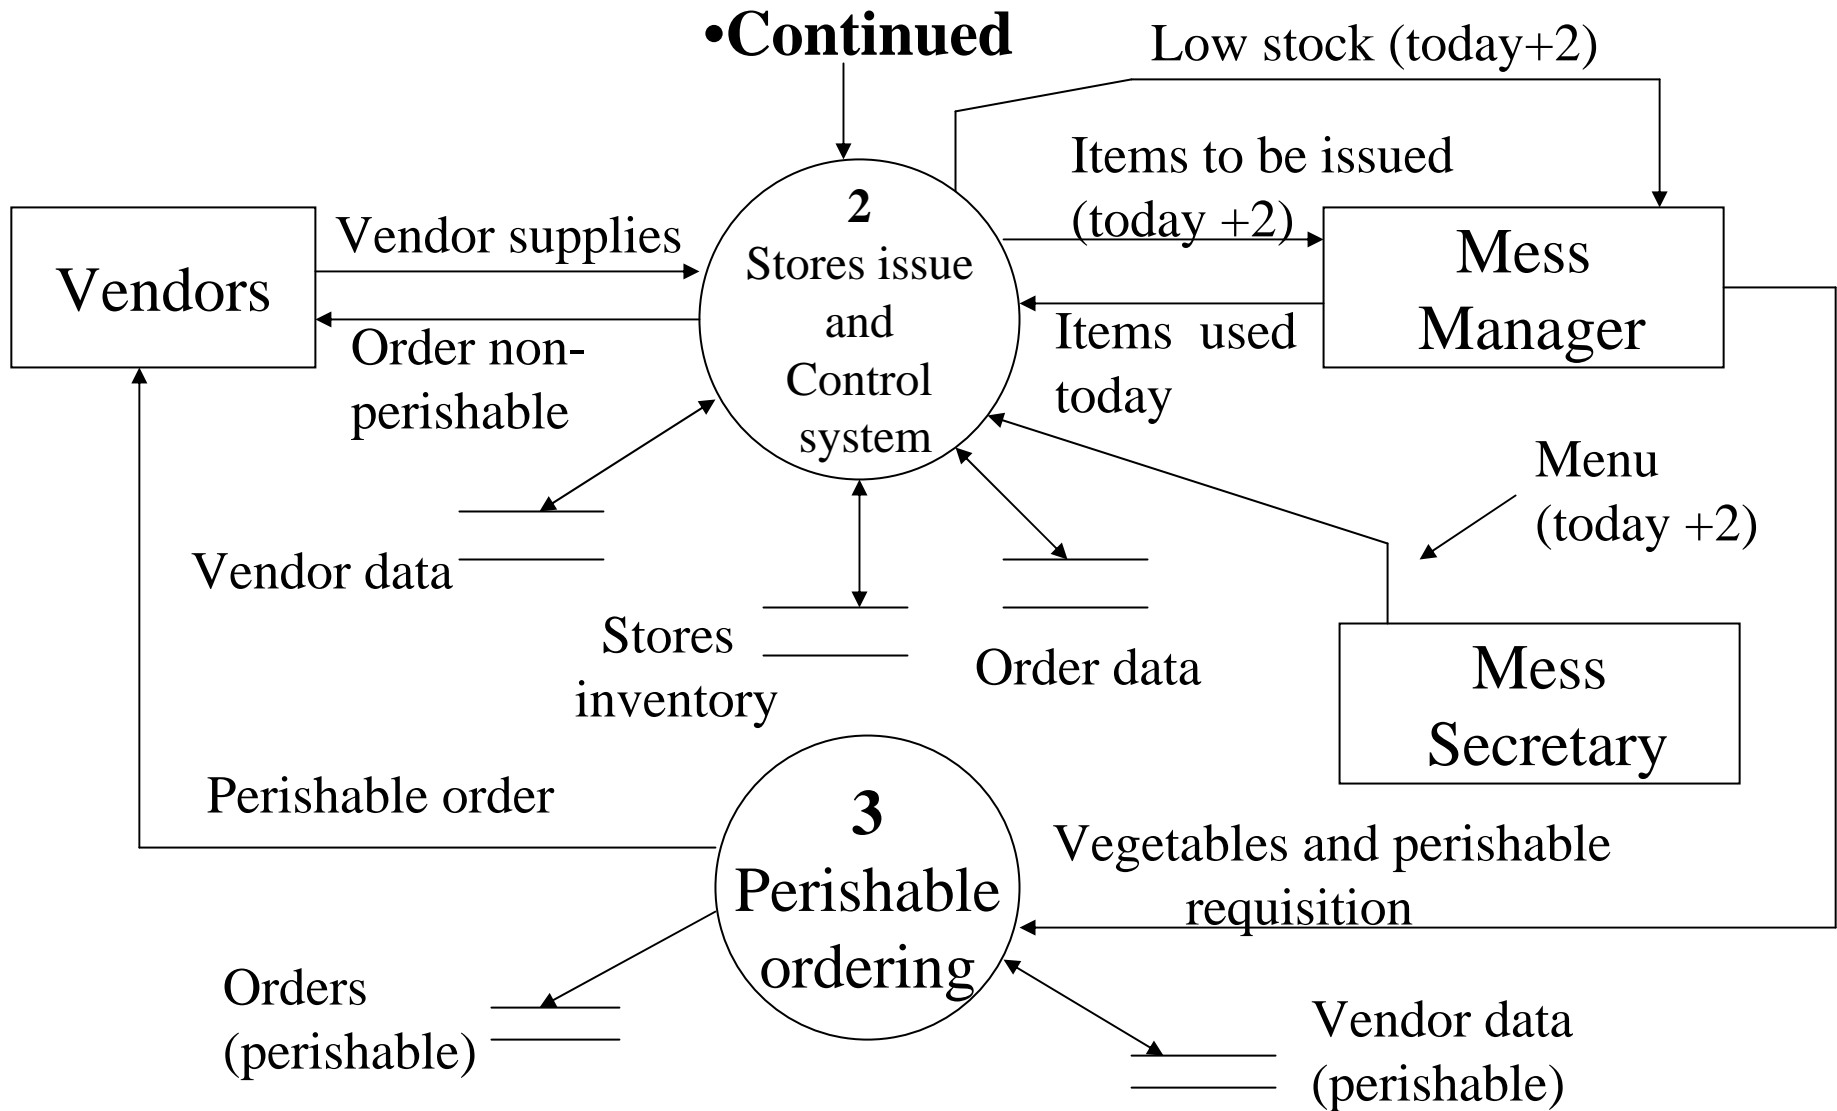 •Continued
Low stock (today+2)
Items to be issued
(today +2)
2
Stores issue
and
Control
system
Vendor supplies
Vendors
Order non-
perishable
Mess
Manager
Items used
today
Menu
(today +2)
Vendor data
Stores
inventory
Order data
Mess
Secretary
Perishable order
3
Perishable
ordering
Vegetables and perishable
requisition
Orders
(perishable)
Vendor data
(perishable)